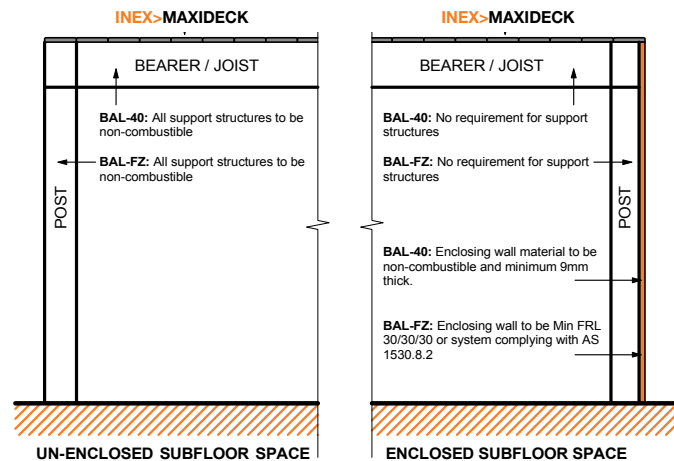 INEX>MAXIDECK
BEARER / JOIST
BAL-40: All support structures to be
non-combustible
BAL-FZ: All support structures to be
non-combustible
POST
UN-ENCLOSED SUBFLOOR SPACE
INEX>MAXIDECK
BEARER / JOIST
BAL-40: No requirement for support
structures
BAL-FZ: No requirement for support
structures
POST
BAL-40: Enclosing wall material to be
non-combustible and minimum 9mm
thick.
BAL-FZ: Enclosing wall to be Min FRL
30/30/30 or system complying with AS
1530.8.2
ENCLOSED SUBFLOOR SPACE